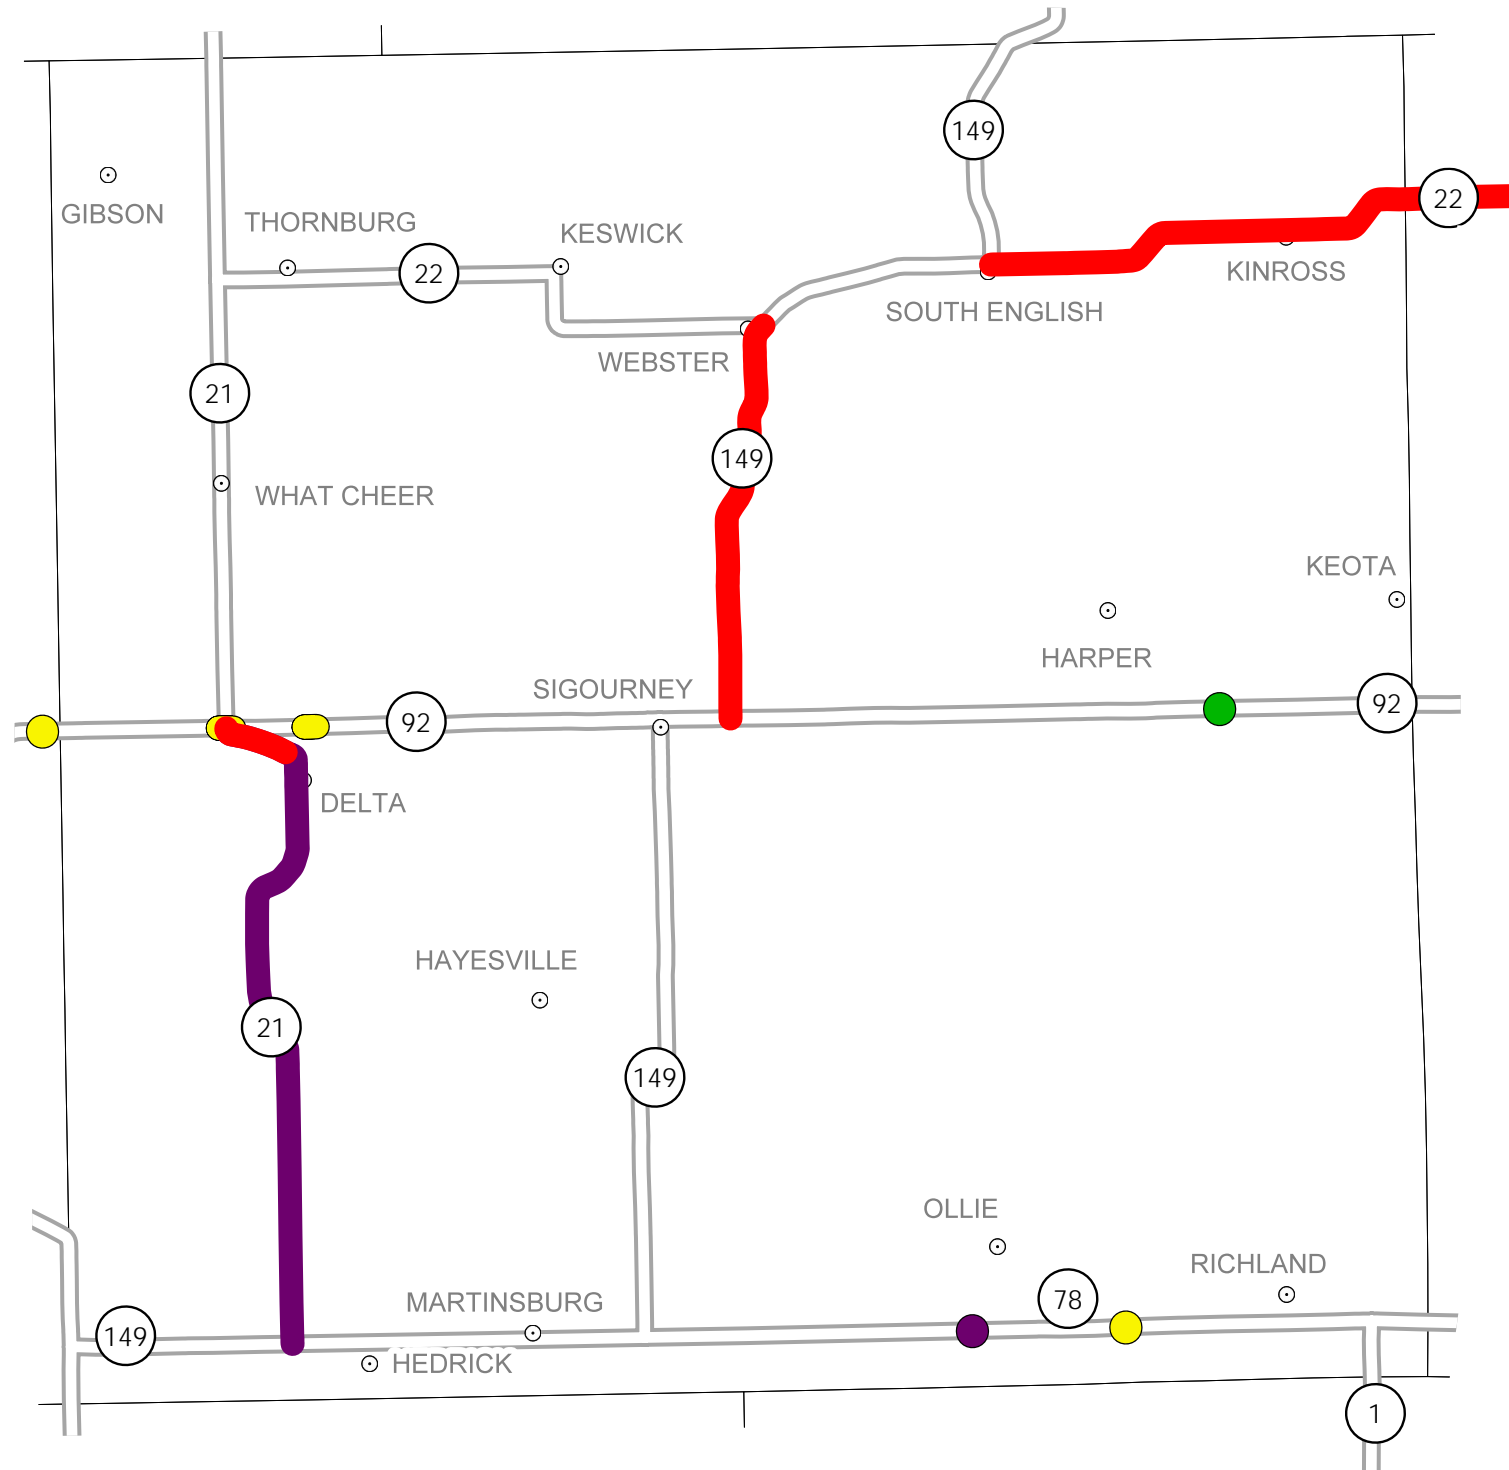 149
22
GIBSON
THORNBURG
KESWICK
22
KINROSS
SOUTH ENGLISH
WEBSTER
21
149
WHAT CHEER
KEOTA
HARPER
SIGOURNEY
92
92
DELTA
HAYESVILLE
21
149
OLLIE
RICHLAND
MARTINSBURG
78
149
HEDRICK
1